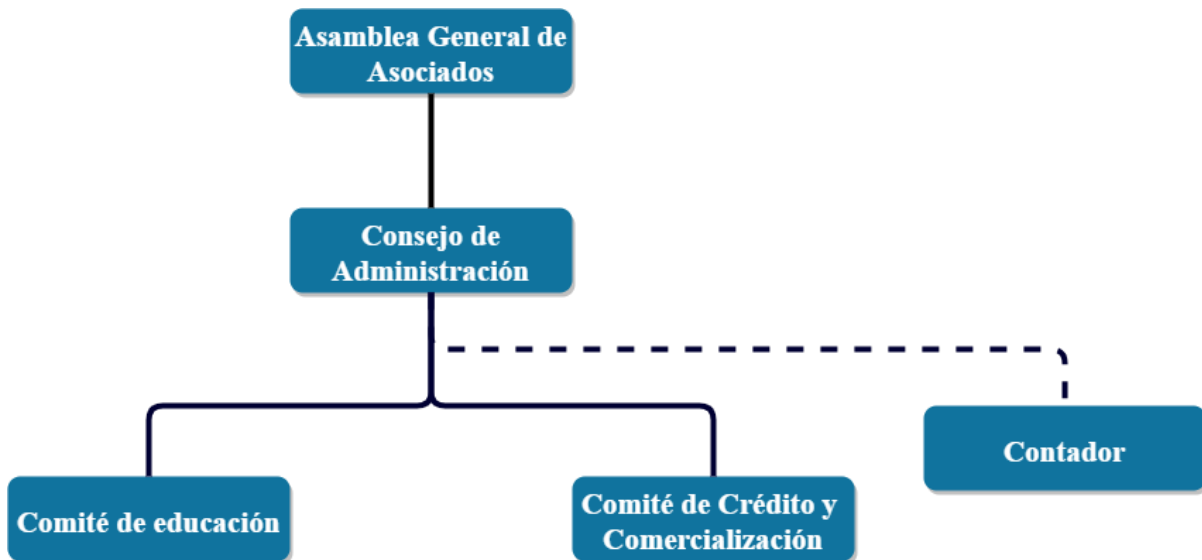 Asamblea General de
Asociados
Consejo de
Administración
Contador
Comité de educación
Comité de Crédito y
Comercialización